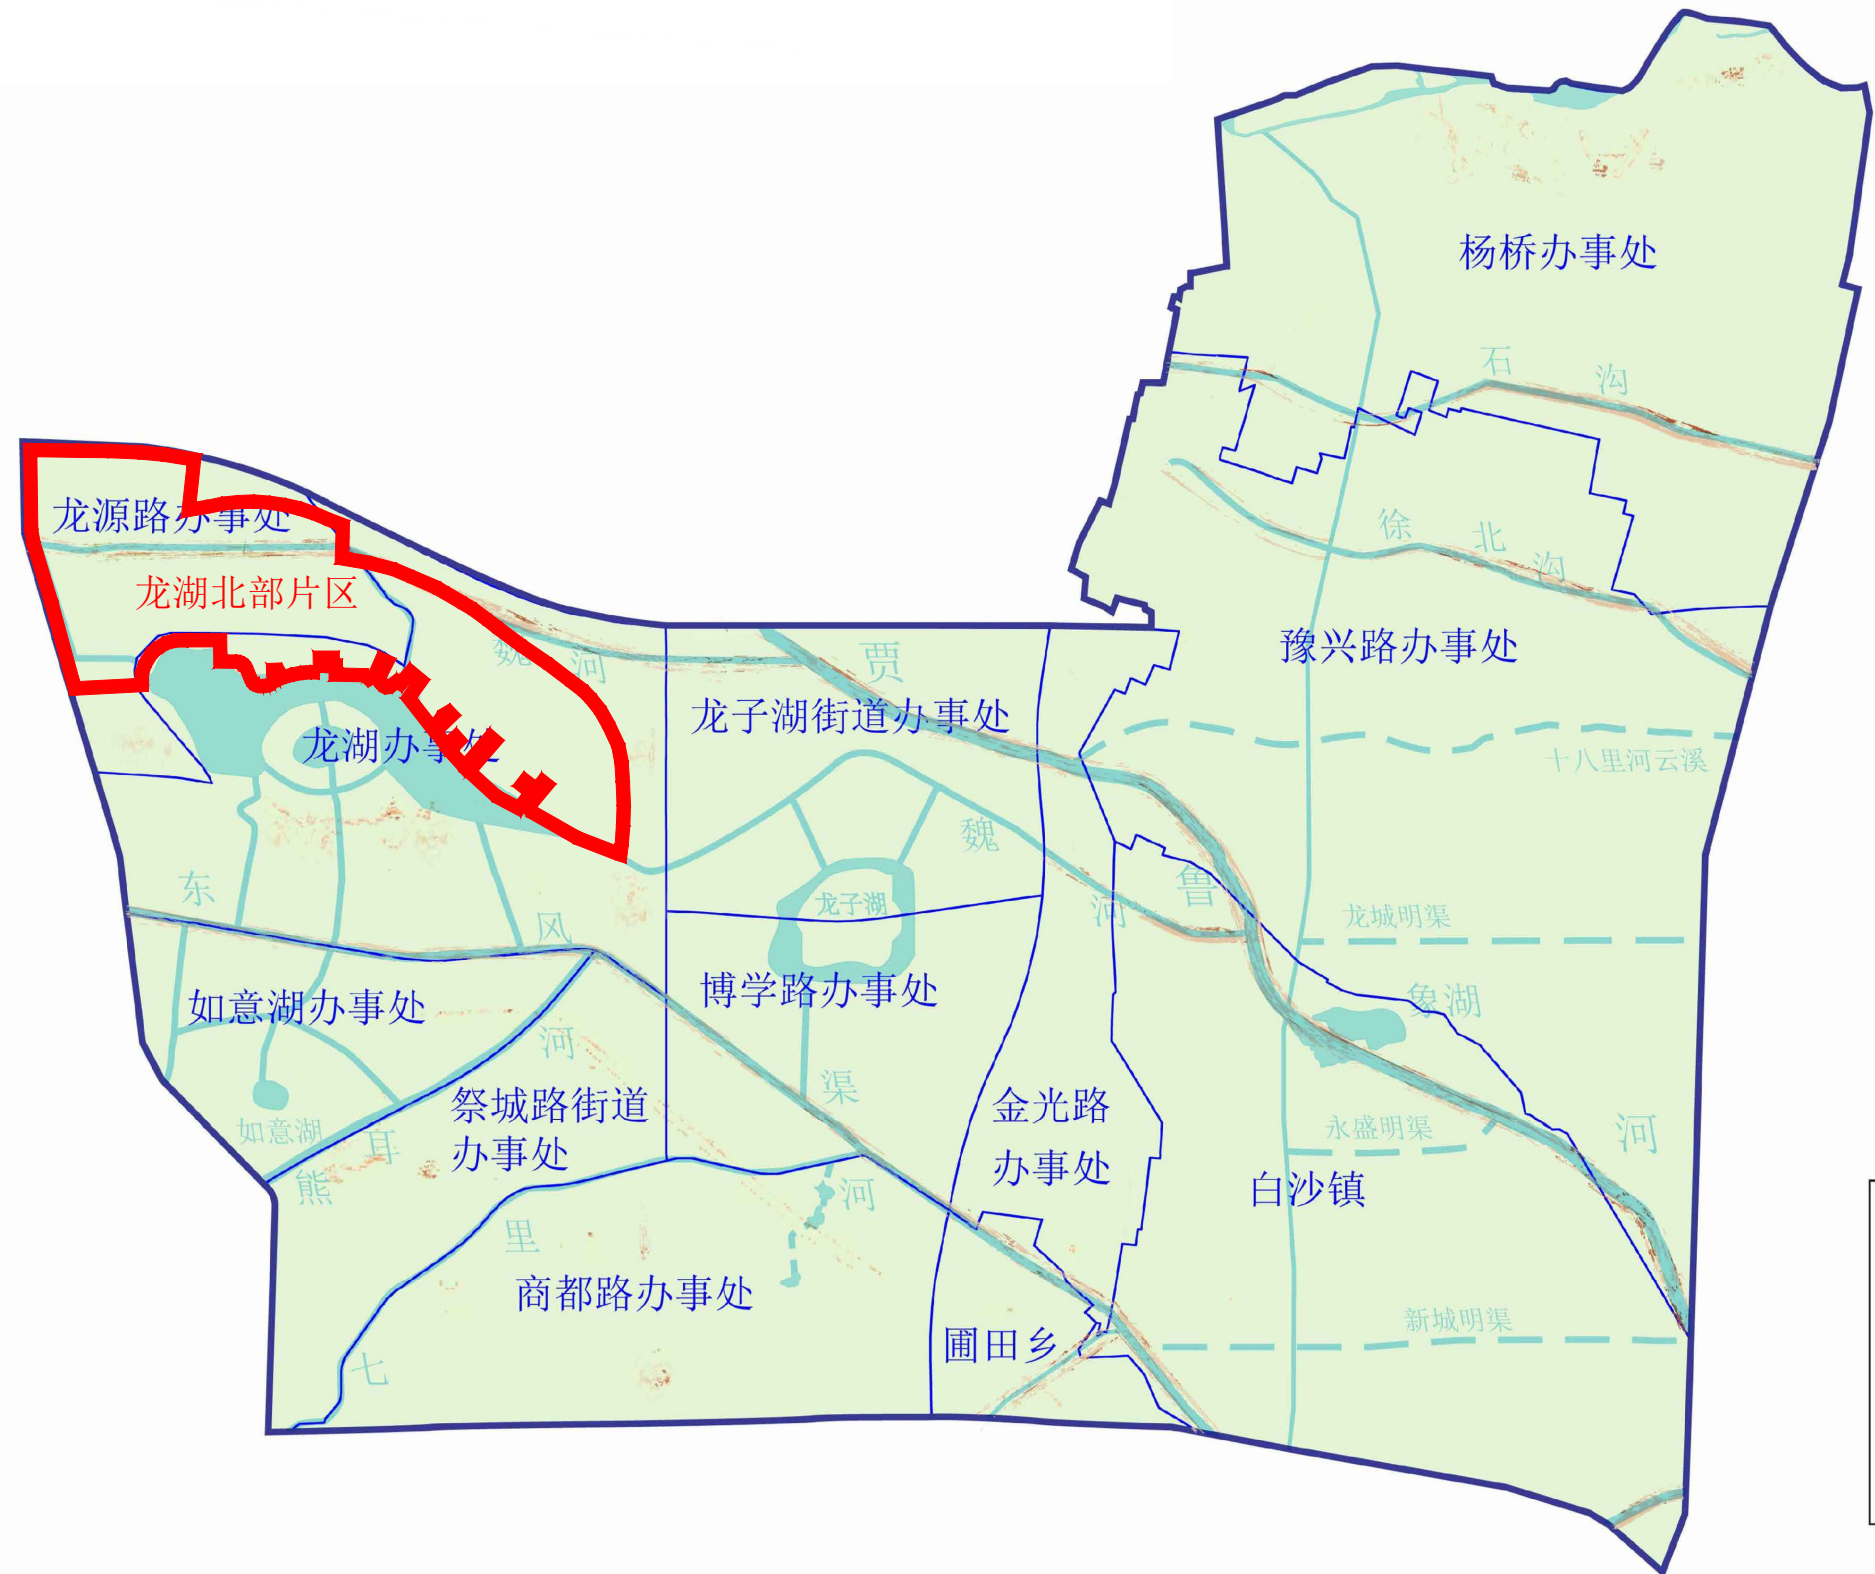 杨桥办事处
石沟
龙源路办事处
徐北沟
龙湖北部片区
魏河
贾鲁河
豫兴路办事处
龙子湖街道办事处
龙湖办事处
十八里河云溪
魏河
东风渠
龙子湖
龙城明渠
如意湖办事处
博学路办事处
象湖
祭城路街道
办事处
金光路
办事处
如意湖
熊耳河
永盛明渠
白沙镇
七里河
商都路办事处
新城明渠
圃田乡